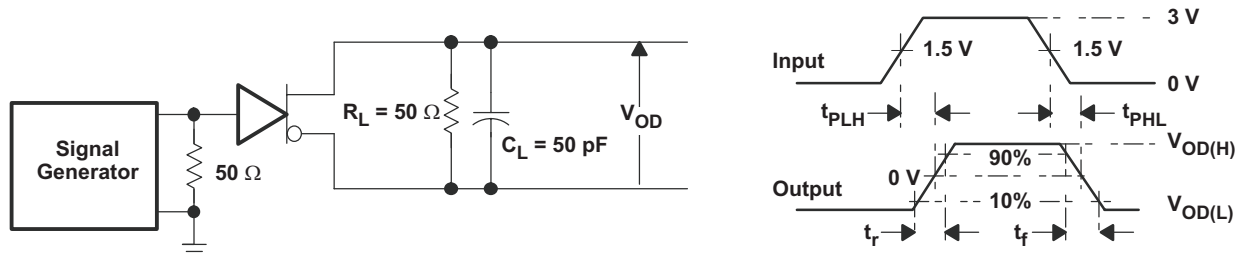 Signal
Generator
50 Ω
R_L = 50 Ω
C_L = 50 pF
V_OD
Input
1.5 V
1.5 V
3 V
0 V
t_PLH
t_PHL
Output
0 V
90%
10%
V_OD(H)
V_OD(L)
t_r
t_f